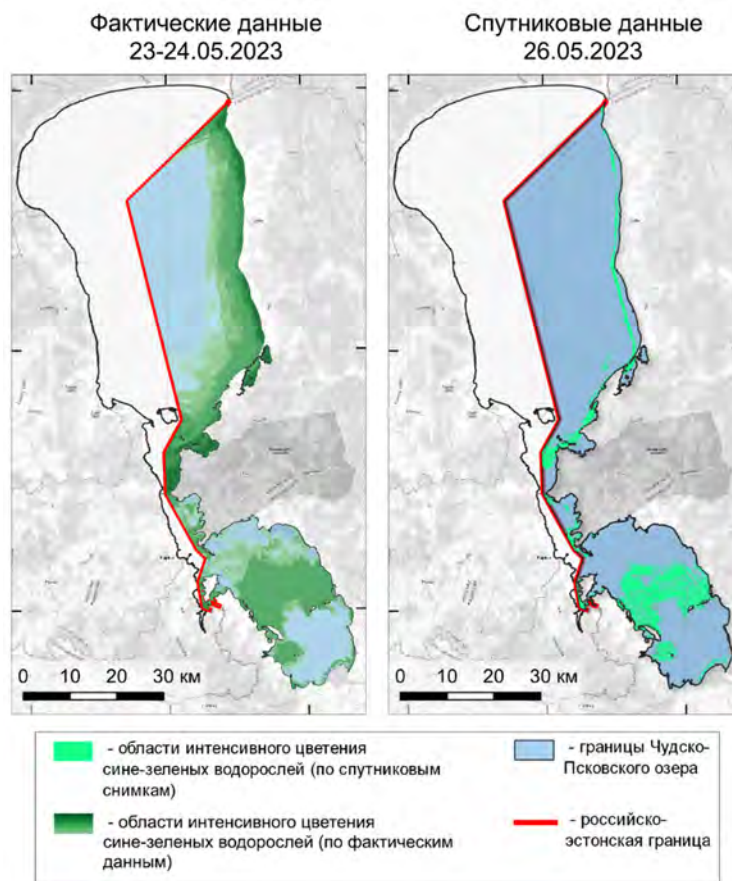 Фактические данные
23-24.05.2023
Спутниковые данные
26.05.2023
0 10 20 30 км
0 10 20 30 км
- области интенсивного цветения
сине-зеленых водорослей (по спутниковым
снимкам)
- области интенсивного цветения
сине-зеленых водорослей (по фактическим
данным)
- границы Чудско-
Псковского озера
- российско-
эстонская граница